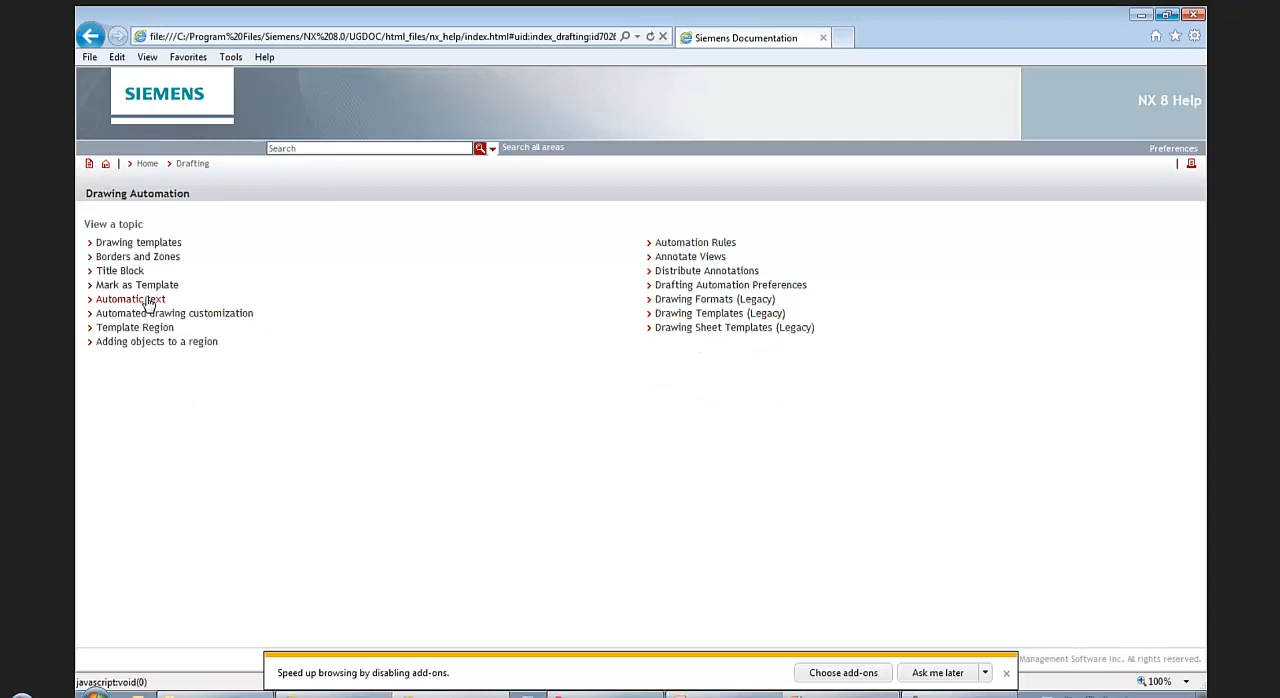 file:///C:/Program%20Files/Siemens/NX%208.0/UGDOC/html_files/nx_help/index.html#uid:index_drafting:id7026
Siemens Documentation
File Edit View Favorites Tools Help
SIEMENS
NX 8 Help
Search
Search all areas
Preferences
Home
Drafting
Drawing Automation
View a topic
Drawing templates
Borders and Zones
Title Block
Mark as Template
Automatic text
Automated drawing customization
Template Region
Adding objects to a region
Automation Rules
Annotate Views
Distribute Annotations
Drafting Automation Preferences
Drawing Formats (Legacy)
Drawing Templates (Legacy)
Drawing Sheet Templates (Legacy)
Management Software Inc. All rights reserved.
Speed up browsing by disabling add-ons.
Choose add-ons
Ask me later
javascript:void(0)
100%